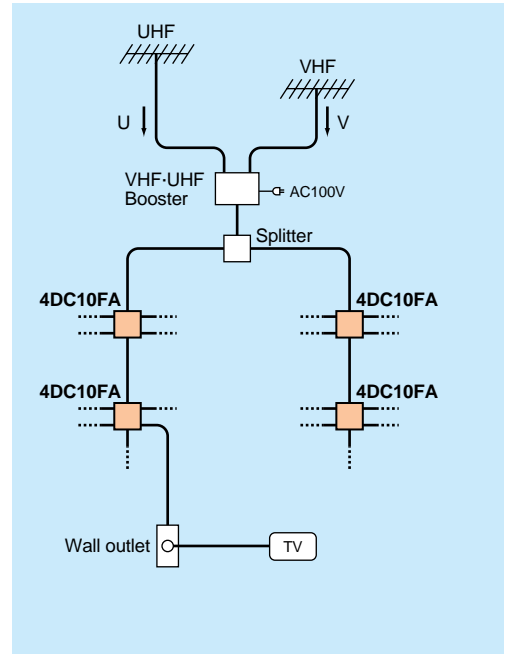 UHF
VHF
U
V
VHF·UHF
Booster
AC100V
Splitter
4DC10FA
4DC10FA
4DC10FA
4DC10FA
Wall outlet
TV